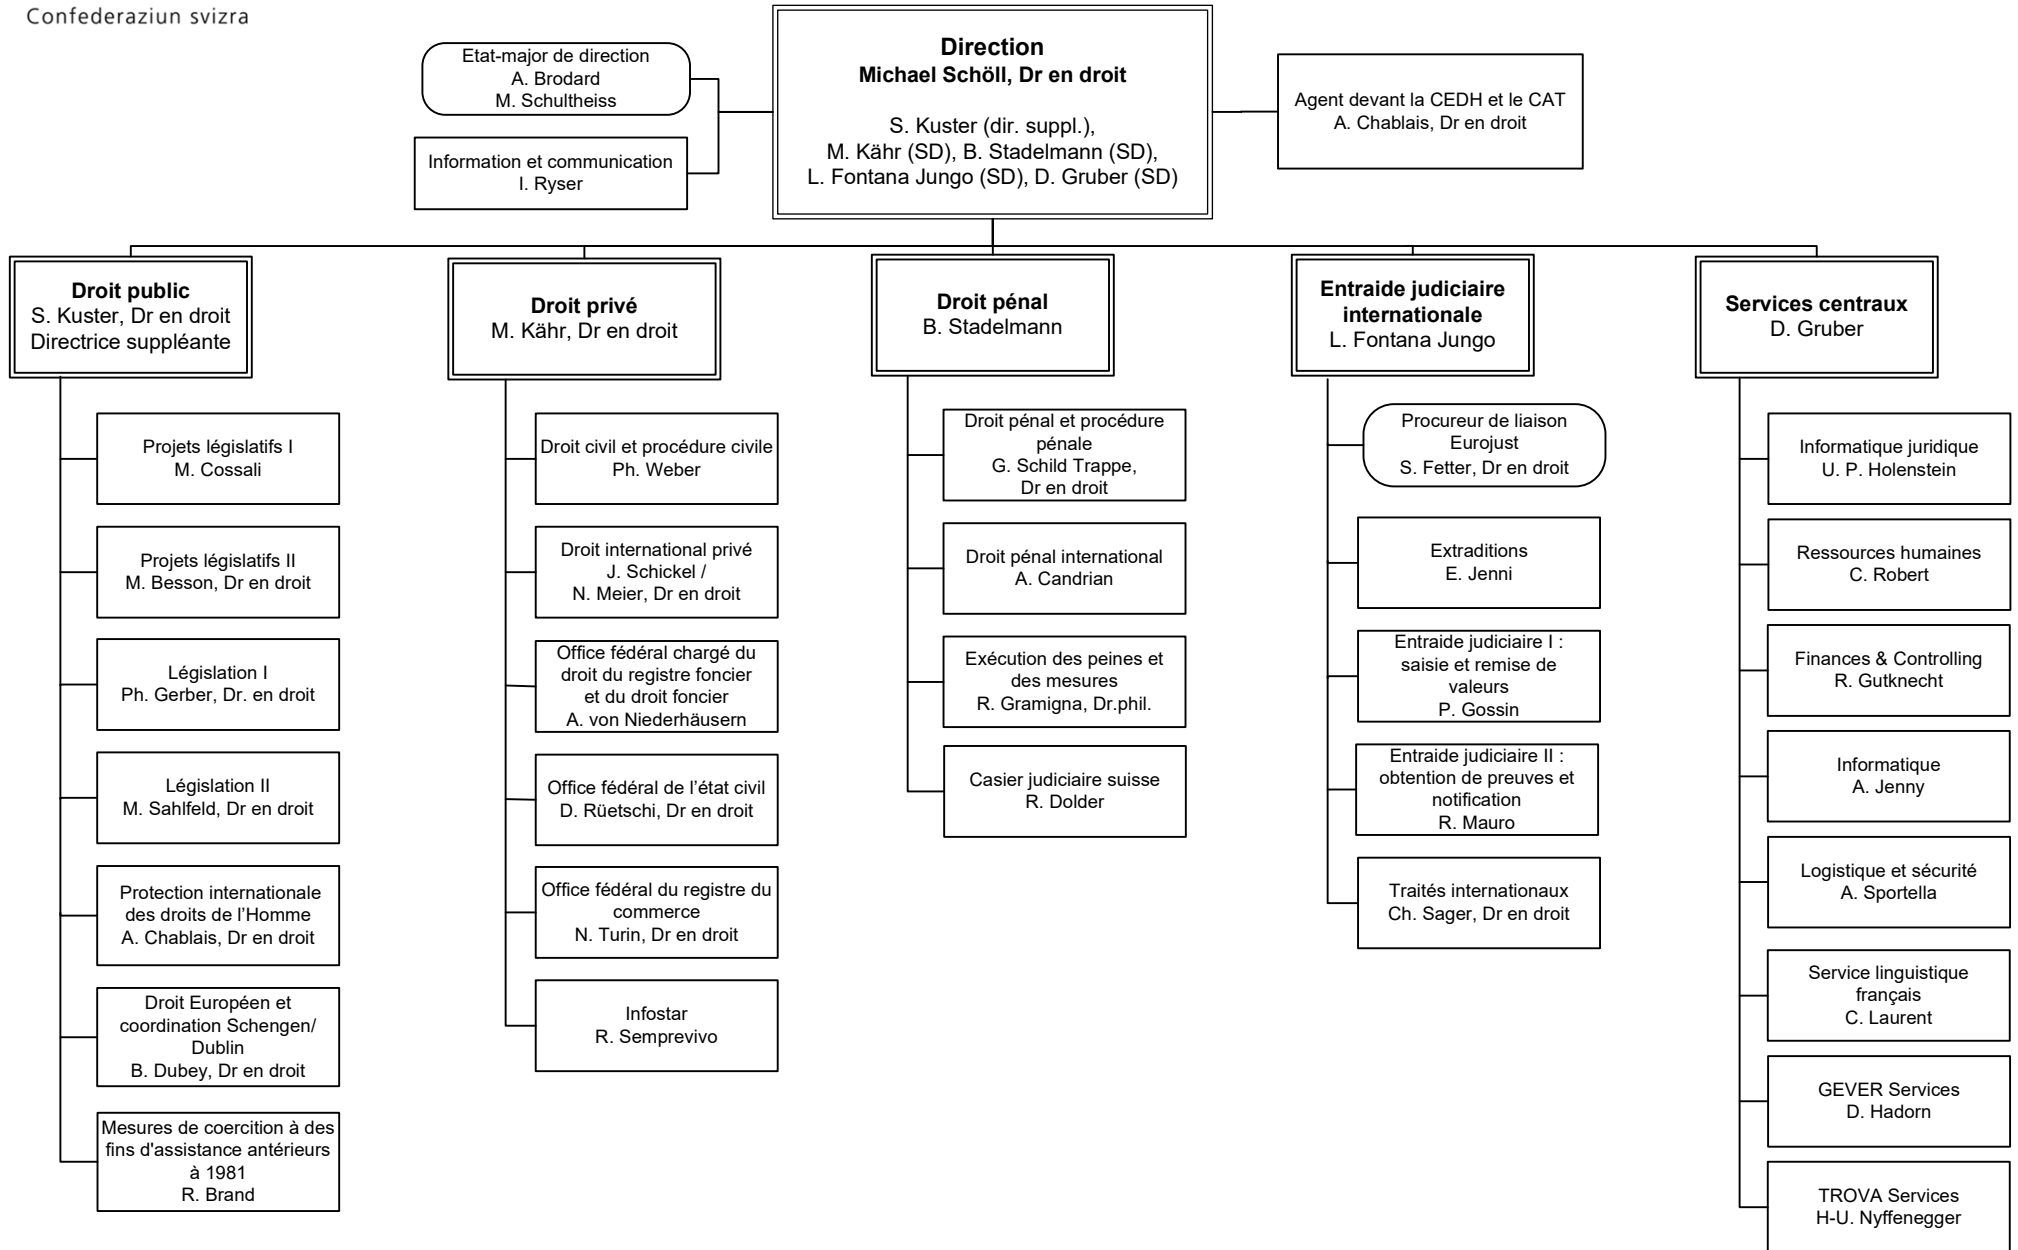 Confederaziun svizra
Direction
Michael Schöll, Dr en droit
S. Kuster (dir. suppl.),
M. Kähr (SD), B. Stadelmann (SD),
L. Fontana Jungo (SD), D. Gruber (SD)
Etat-major de direction
A. Brodard
M. Schultheiss
Information et communication
I. Ryser
Agent devant la CEDH et le CAT
A. Chablais, Dr en droit
Droit public
S. Kuster, Dr en droit
Directrice suppléante
Projets législatifs I
M. Cossali
Projets législatifs II
M. Besson, Dr en droit
Législation I
Ph. Gerber, Dr. en droit
Législation II
M. Sahlfeld, Dr en droit
Protection internationale
des droits de l’Homme
A. Chablais, Dr en droit
Droit Européen et
coordination Schengen/
Dublin
B. Dubey, Dr en droit
Mesures de coercition à des
fins d'assistance antérieurs
à 1981
R. Brand
Droit privé
M. Kähr, Dr en droit
Droit civil et procédure civile
Ph. Weber
Droit international privé
J. Schickel /
N. Meier, Dr en droit
Office fédéral chargé du
droit du registre foncier
et du droit foncier
A. von Niederhäusern
Office fédéral de l’état civil
D. Rüetschi, Dr en droit
Office fédéral du registre du
commerce
N. Turin, Dr en droit
Infostar
R. Semprevivo
Droit pénal
B. Stadelmann
Droit pénal et procédure
pénale
G. Schild Trappe,
Dr en droit
Droit pénal international
A. Candrian
Exécution des peines et
des mesures
R. Gramigna, Dr.phil.
Casier judiciaire suisse
R. Dolder
Entraide judiciaire
internationale
L. Fontana Jungo
Procureur de liaison
Eurojust
S. Fetter, Dr en droit
Extraditions
E. Jenni
Entraide judiciaire I :
saisie et remise de
valeurs
P. Gossin
Entraide judiciaire II :
obtention de preuves et
notification
R. Mauro
Traités internationaux
Ch. Sager, Dr en droit
Services centraux
D. Gruber
Informatique juridique
U. P. Holenstein
Ressources humaines
C. Robert
Finances & Controlling
R. Gutknecht
Informatique
A. Jenny
Logistique et sécurité
A. Sportella
Service linguistique
français
C. Laurent
GEVER Services
D. Hadorn
TROVA Services
H-U. Nyffenegger